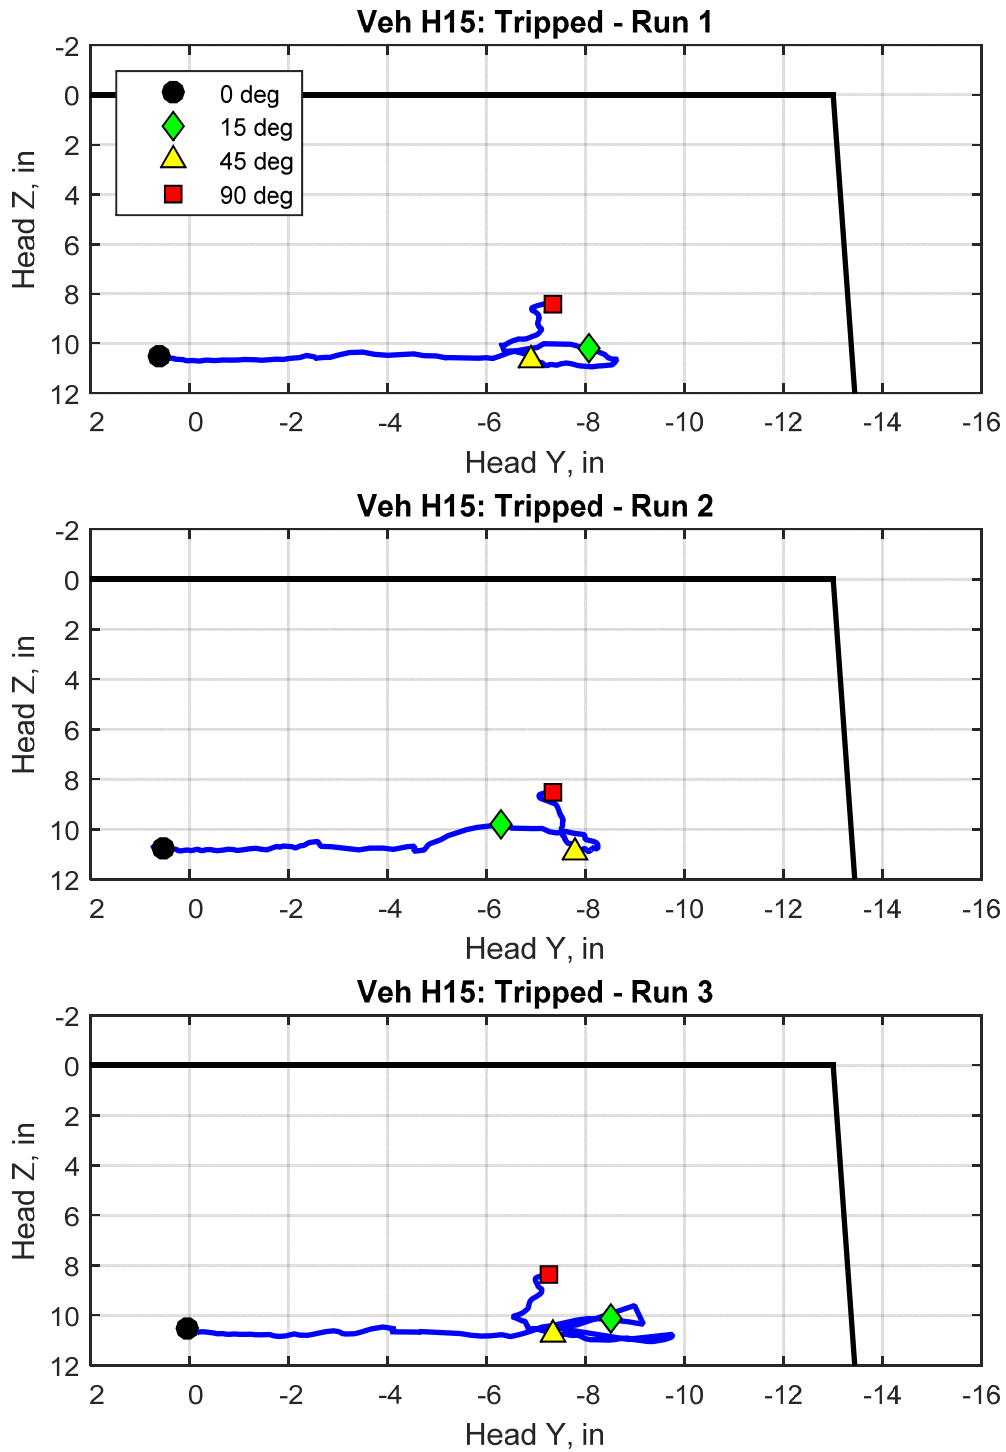 Veh H15: Tripped - Run 1
-2
0
2
4
6
8
10
12
Head Z, in
0 deg
15 deg
45 deg
90 deg
2 0 -2 -4 -6 -8 -10 -12 -14 -16
Head Y, in
Veh H15: Tripped - Run 2
-2
0
2
4
6
8
10
12
Head Z, in
2 0 -2 -4 -6 -8 -10 -12 -14 -16
Head Y, in
Veh H15: Tripped - Run 3
-2
0
2
4
6
8
10
12
Head Z, in
2 0 -2 -4 -6 -8 -10 -12 -14 -16
Head Y, in